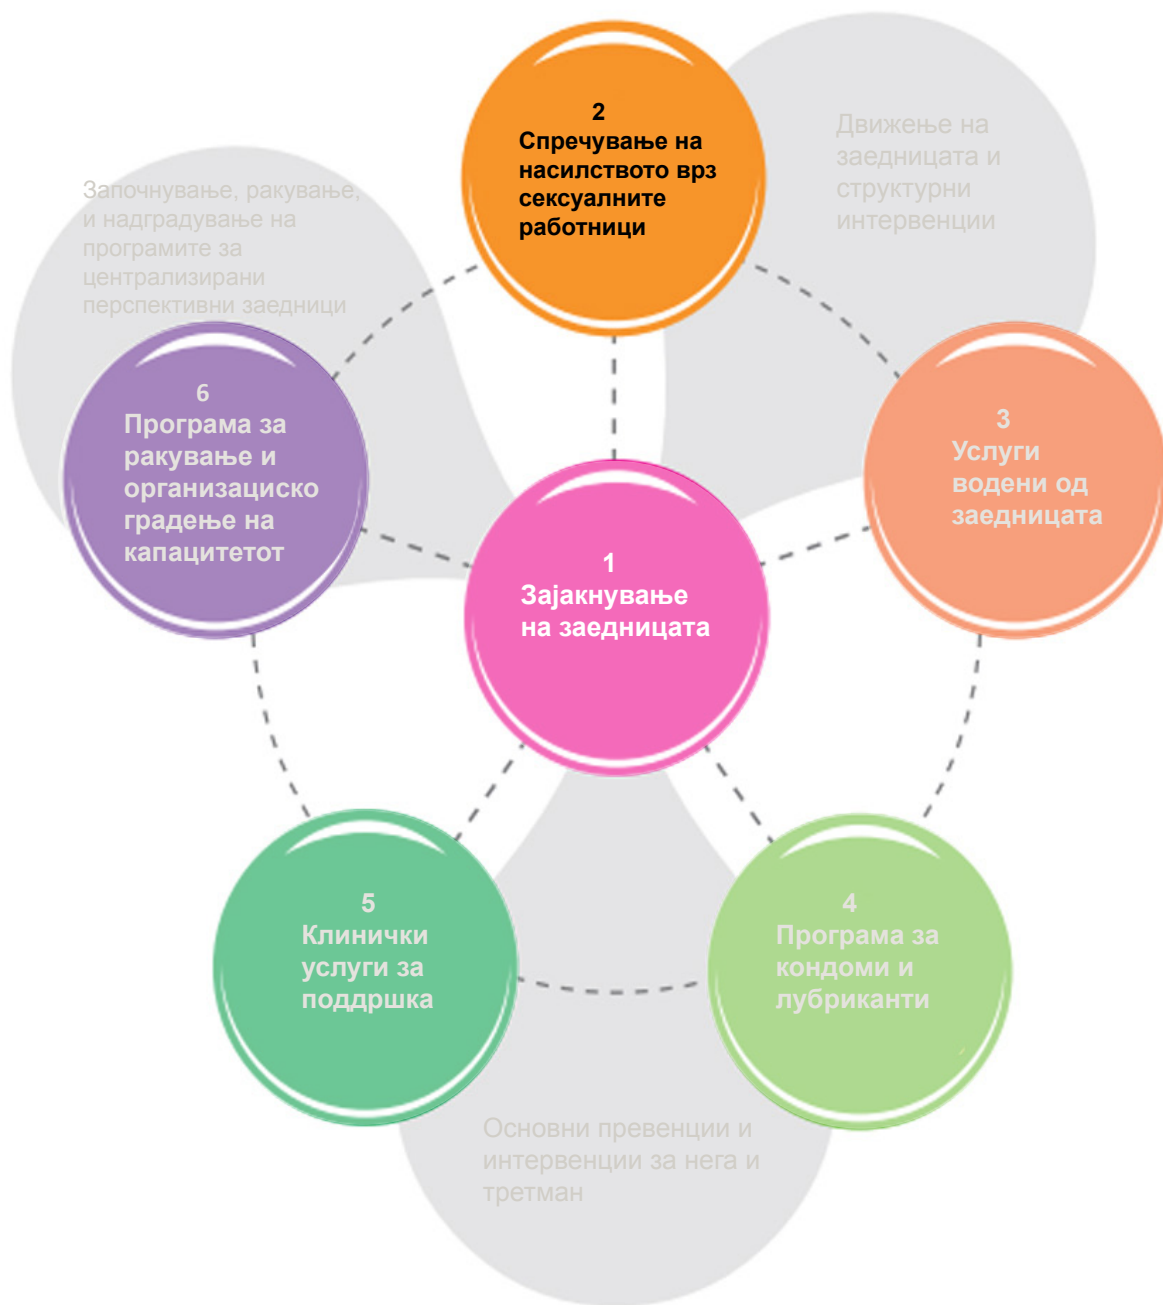 2
Спречување на
насилството врз
сексуалните
работници
Движење на
заедницата и
структурни
интервенции
Започнување, ракување,
и надградување на
програмите за
централизирани
перспективни заедници
6
Програма за
ракување и
организациско
градење на
капацитетот
3
Услуги
водени од
заедницата
1
Зајакнување
на заедницата
5
Клинички
услуги за
поддршка
4
Програма за
кондоми и
лубриканти
Основни превенции и
интервенции за нега и
третман